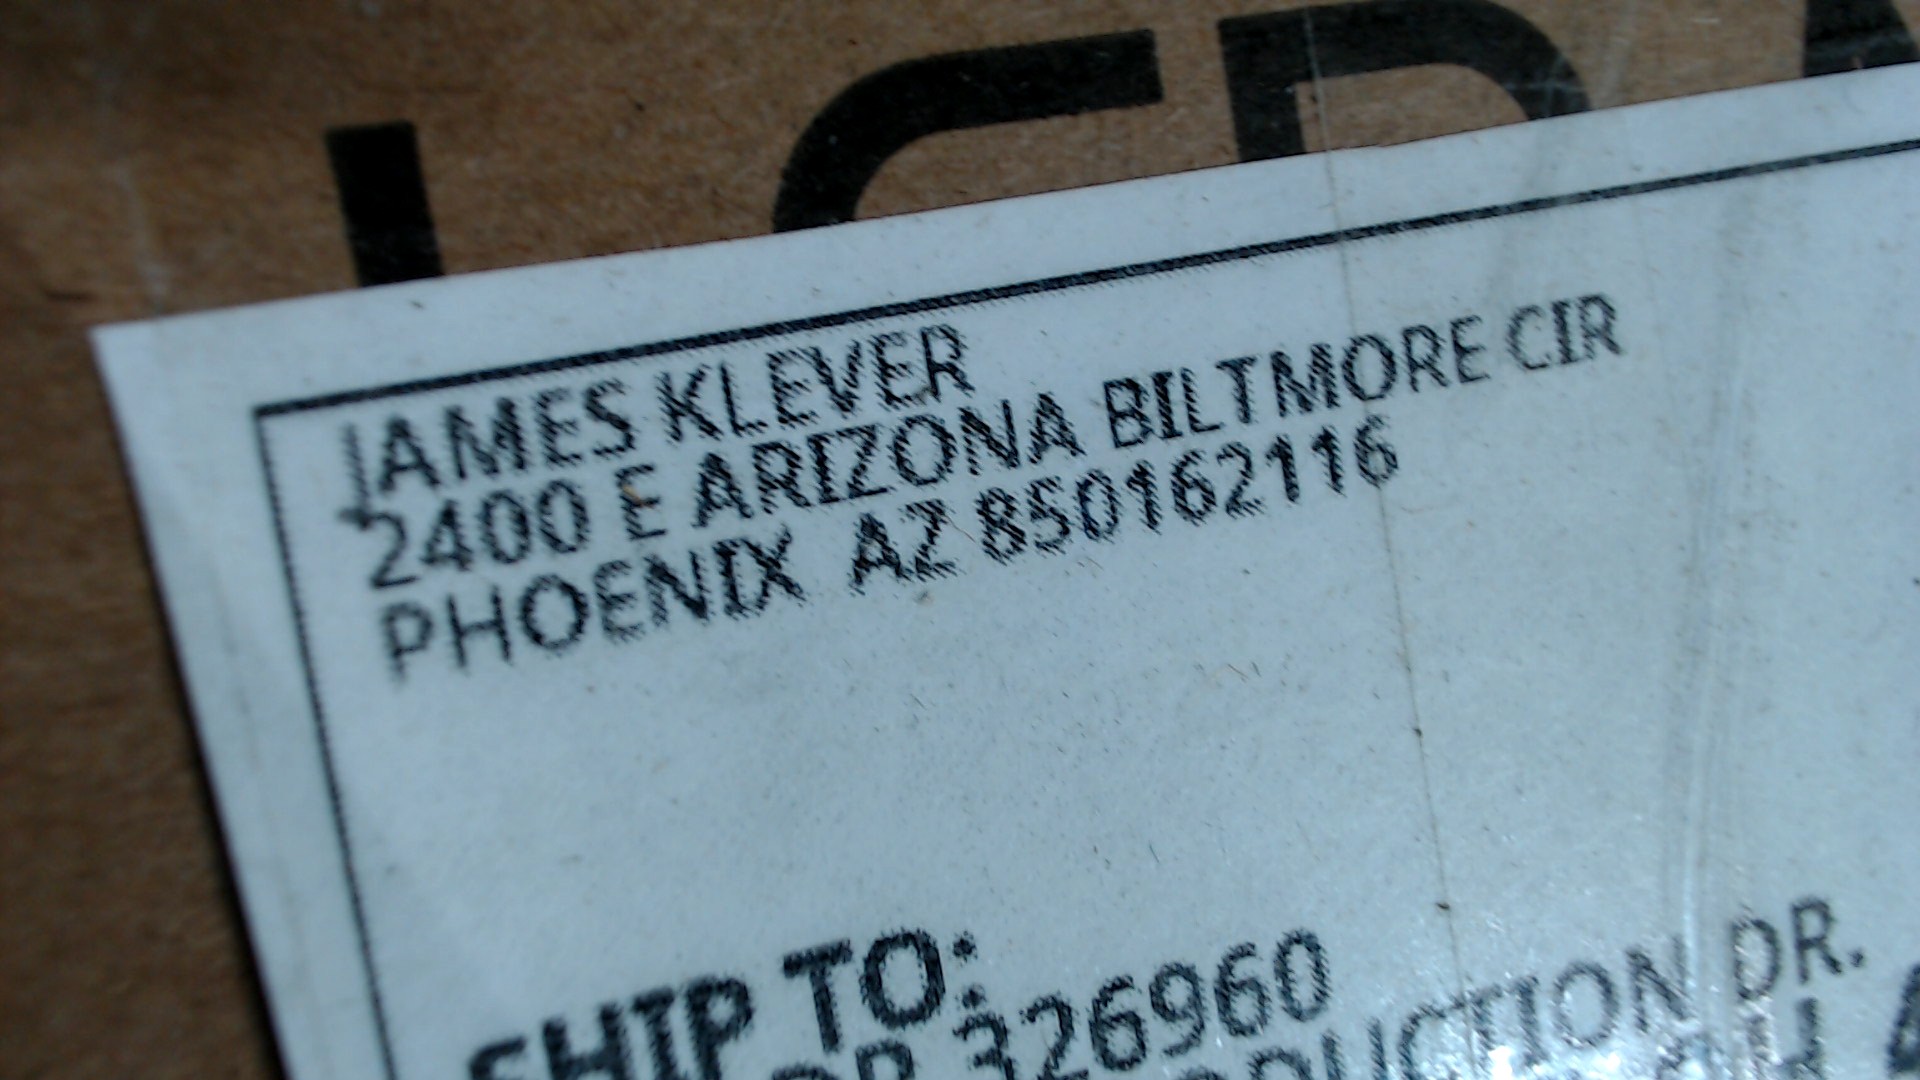 JAMES KLEVER
2400 E ARIZONA BILTMORE CIR
PHOENIX AZ 850162116
SHIP TO:
326960
DR.